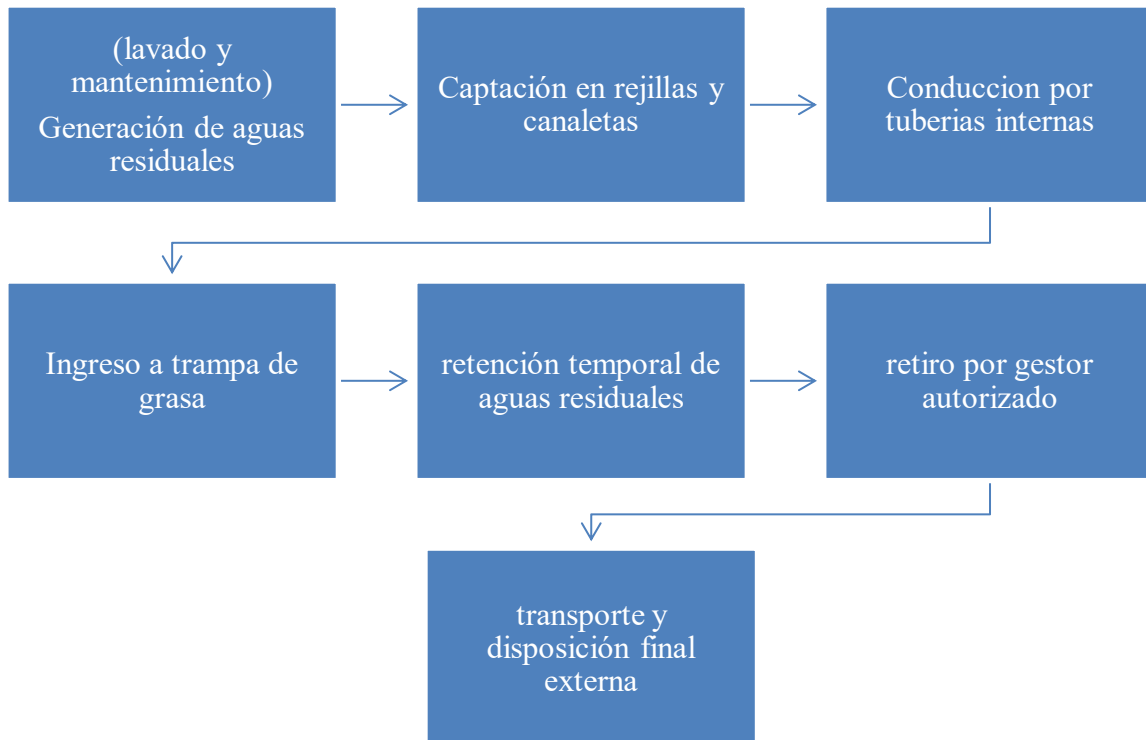 (lavado y
mantenimiento)
Generación de aguas
residuales
Captación en rejillas y
canaletas
Conduccion por
tuberias internas
Ingreso a trampa de
grasa
retención temporal de
aguas residuales
retiro por gestor
autorizado
transporte y
disposición final
externa